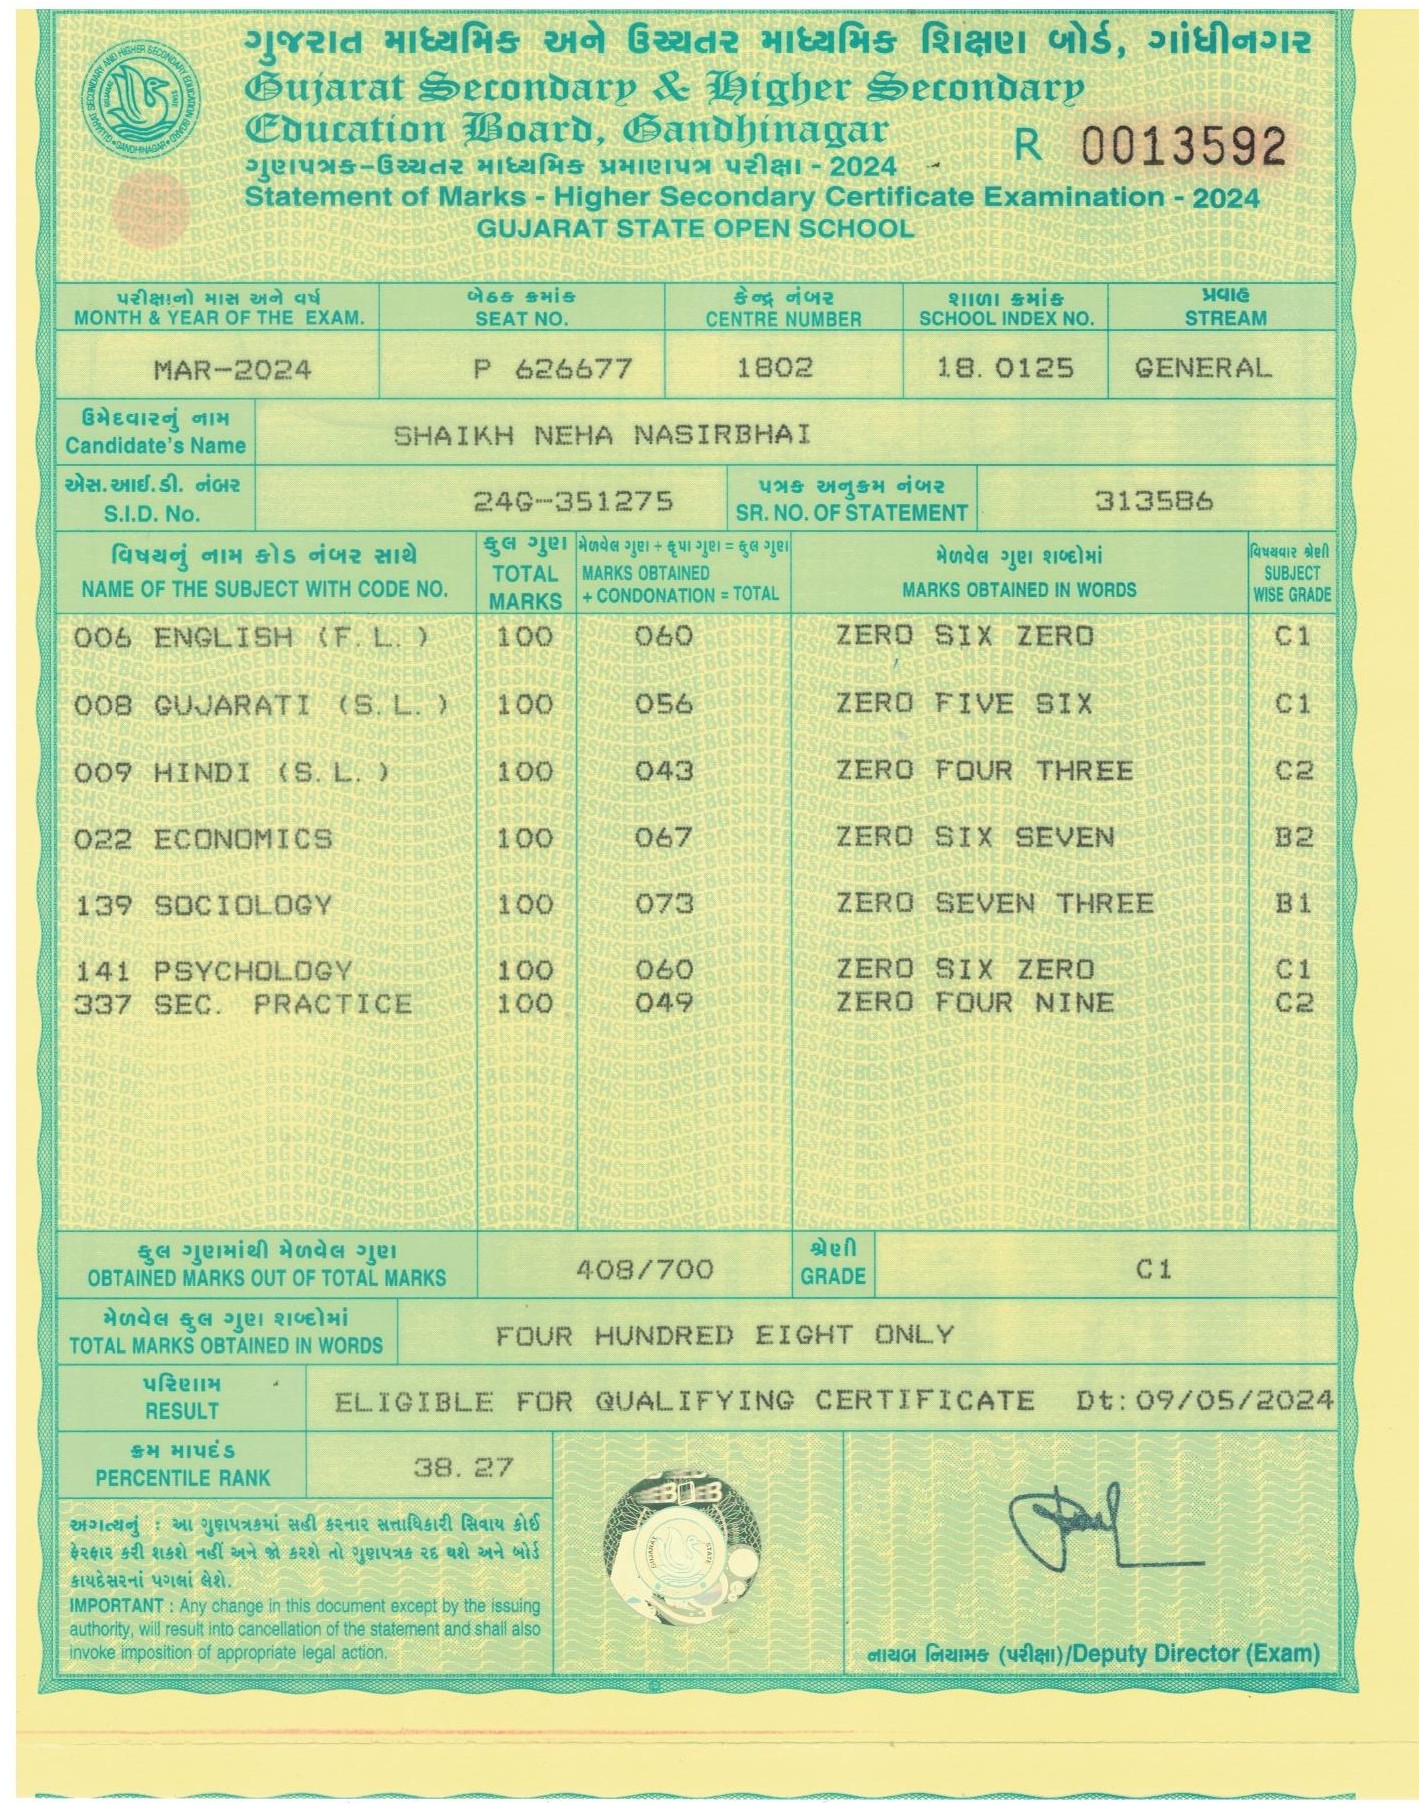 ગુજરાત માધ્યમિક અને ઉચ્ચતર માધ્યમિક શિક્ષણ બોર્ડ, ગાંધીનગર
Gujarat Secondary & Higher Secondary
Education Board, Gandhinagar
R 0013592
ગુણપત્રક-ઉચ્ચતર માધ્યમિક પ્રમાણપત્ર પરીક્ષા - 2024
Statement of Marks - Higher Secondary Certificate Examination - 2024
GUJARAT STATE OPEN SCHOOL
પરીક્ષાનો માસ અને વર્ષ બેઠક ક્રમાંક કેન્દ્ર નંબર શાળા ક્રમાંક પ્રવાહ
MONTH & YEAR OF THE EXAM. SEAT NO. CENTRE NUMBER SCHOOL INDEX NO. STREAM
MAR-2024 P 626677 1802 18.0125 GENERAL
ઉમેદવારનું નામ
Candidate's Name
SHAIKH NEHA NASIRBHAI
એસ.આઈ.ડી. નંબર
S.I.D. No.
24G-351275
પત્રક અનુક્રમ નંબર
SR. NO. OF STATEMENT
313586
વિષયનું નામ કોડ નંબર સાથે
NAME OF THE SUBJECT WITH CODE NO.
કુલ ગુણ
TOTAL
MARKS
મેળવેલ ગુણ + કૃપા ગુણ = કુલ ગુણ
MARKS OBTAINED
+ CONDONATION = TOTAL
મેળવેલ ગુણ શબ્દોમાં
MARKS OBTAINED IN WORDS
વિષયવાર શ્રેણી
SUBJECT
WISE GRADE
006 ENGLISH (F.L.) 100 060 ZERO SIX ZERO C1
008 GUJARATI (S.L.) 100 056 ZERO FIVE SIX C1
009 HINDI (S.L.) 100 043 ZERO FOUR THREE C2
022 ECONOMICS 100 067 ZERO SIX SEVEN B2
139 SOCIOLOGY 100 073 ZERO SEVEN THREE B1
141 PSYCHOLOGY 100 060 ZERO SIX ZERO C1
337 SEC. PRACTICE 100 049 ZERO FOUR NINE C2
કુલ ગુણમાંથી મેળવેલ ગુણ
OBTAINED MARKS OUT OF TOTAL MARKS
408/700
શ્રેણી
GRADE
C1
મેળવેલ કુલ ગુણ શબ્દોમાં
TOTAL MARKS OBTAINED IN WORDS
FOUR HUNDRED EIGHT ONLY
પરિણામ
RESULT
ELIGIBLE FOR QUALIFYING CERTIFICATE Dt:09/05/2024
ક્રમ માપદંડ
PERCENTILE RANK
38.27
અગત્યનું : આ ગુણપત્રકમાં સહી કરનાર સત્તાધિકારી સિવાય કોઈ
ફેરફાર કરી શકશે નહીં અને જો કરશે તો ગુણપત્રક રદ થશે અને બોર્ડ
કાયદેસરનાં પગલાં લેશે.
IMPORTANT : Any change in this document except by the issuing
authority, will result into cancellation of the statement and shall also
invoke imposition of appropriate legal action.
નાયબ નિયામક (પરીક્ષા)/Deputy Director (Exam)